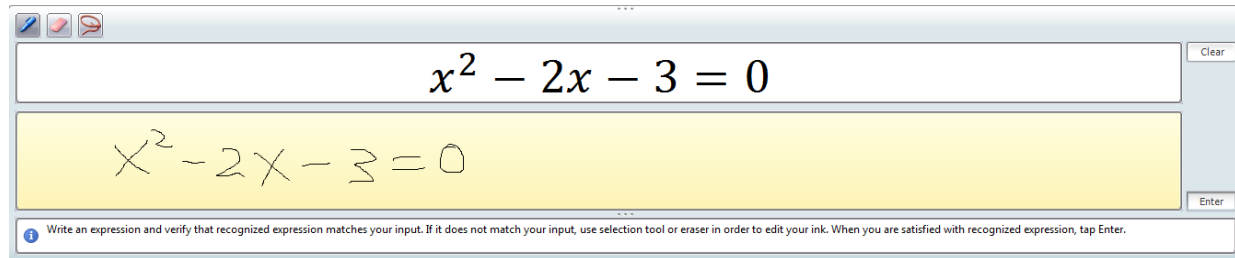 Clear
x² − 2x − 3 = 0
x² - 2x - 3 = 0
Enter
Write an expression and verify that recognized expression matches your input. If it does not match your input, use selection tool or eraser in order to edit your ink. When you are satisfied with recognized expression, tap Enter.